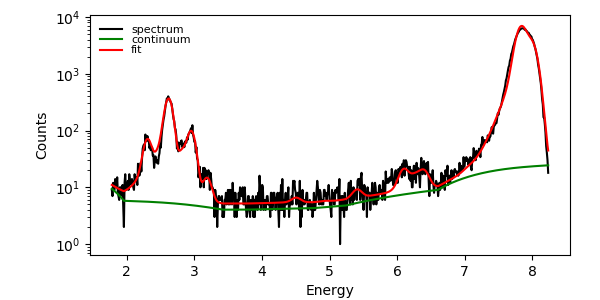 10⁴
10³
10²
10¹
10⁰
Counts
spectrum
continuum
fit
2 3 4 5 6 7 8
Energy